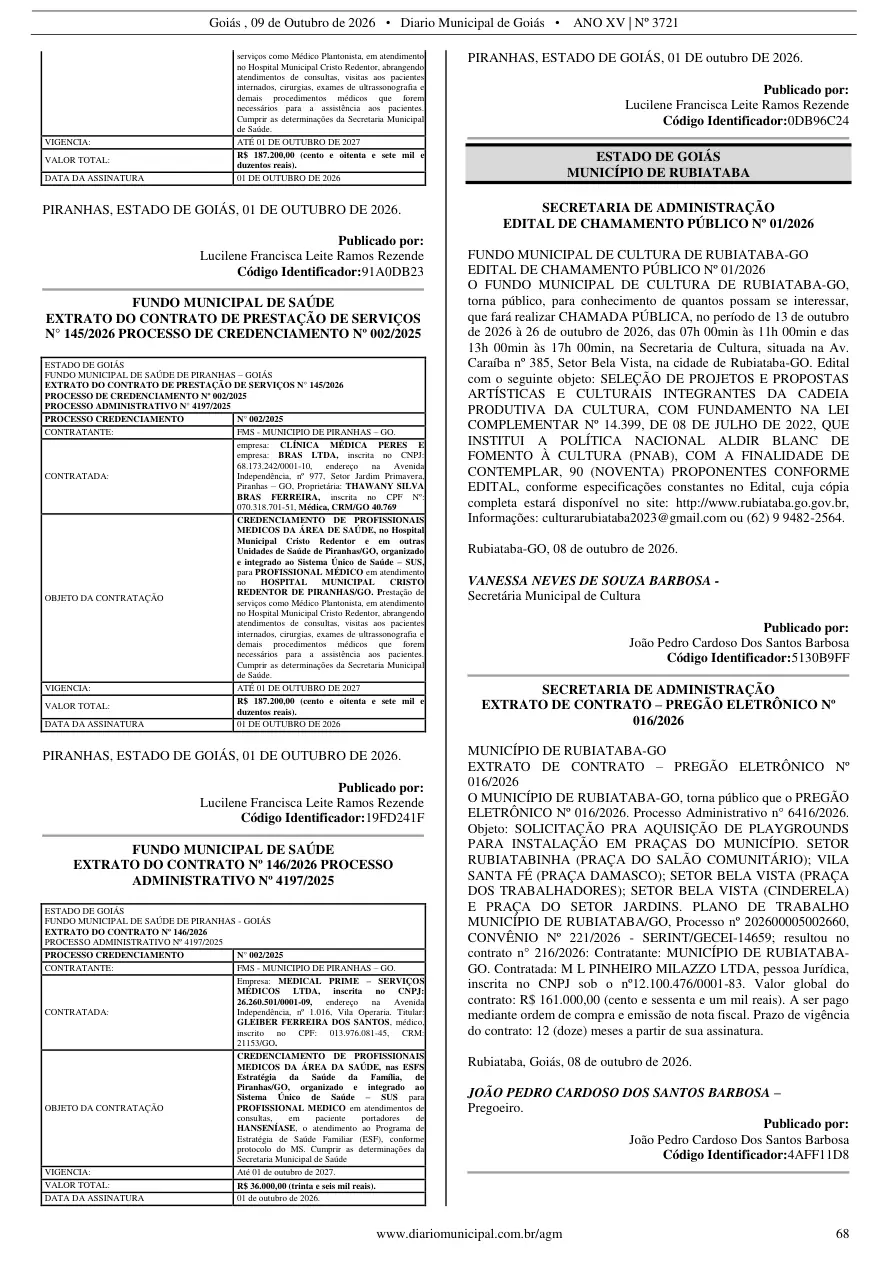 Goiás , 09 de Outubro de 2026 • Diario Municipal de Goiás • ANO XV | Nº 3721
serviços como Médico Plantonista, em atendimento
no Hospital Municipal Cristo Redentor, abrangendo
atendimentos de consultas, visitas aos pacientes
internados, cirurgias, exames de ultrassonografia e
demais procedimentos médicos que forem
necessários para a assistência aos pacientes.
Cumprir as determinações da Secretaria Municipal
de Saúde.
VIGENCIA: ATÉ 01 DE OUTUBRO DE 2027
VALOR TOTAL: R$ 187.200,00 (cento e oitenta e sete mil e
duzentos reais).
DATA DA ASSINATURA 01 DE OUTUBRO DE 2026
PIRANHAS, ESTADO DE GOIÁS, 01 DE OUTUBRO DE 2026.
Publicado por:
Lucilene Francisca Leite Ramos Rezende
Código Identificador:91A0DB23
FUNDO MUNICIPAL DE SAÚDE
EXTRATO DO CONTRATO DE PRESTAÇÃO DE SERVIÇOS
N° 145/2026 PROCESSO DE CREDENCIAMENTO Nº 002/2025
ESTADO DE GOIÁS
FUNDO MUNICIPAL DE SAÚDE DE PIRANHAS – GOIÁS
EXTRATO DO CONTRATO DE PRESTAÇÃO DE SERVIÇOS N° 145/2026
PROCESSO DE CREDENCIAMENTO Nº 002/2025
PROCESSO ADMINISTRATIVO N° 4197/2025
PROCESSO CREDENCIAMENTO N° 002/2025
CONTRATANTE: FMS - MUNICIPIO DE PIRANHAS – GO.
CONTRATADA: empresa: CLÍNICA MÉDICA PERES E
empresa: BRAS LTDA, inscrita no CNPJ:
68.173.242/0001-10, endereço na Avenida
Independência, nº 977, Setor Jardim Primavera,
Piranhas – GO, Proprietária: THAWANY SILVA
BRAS FERREIRA, inscrita no CPF N°:
070.318.701-51, Médica, CRM/GO 40.769
OBJETO DA CONTRATAÇÃO CREDENCIAMENTO DE PROFISSIONAIS
MEDICOS DA ÁREA DE SAÚDE, no Hospital
Municipal Cristo Redentor e em outras
Unidades de Saúde de Piranhas/GO, organizado
e integrado ao Sistema Único de Saúde – SUS,
para PROFISSIONAL MÉDICO em atendimento
no HOSPITAL MUNICIPAL CRISTO
REDENTOR DE PIRANHAS/GO. Prestação de
serviços como Médico Plantonista, em atendimento
no Hospital Municipal Cristo Redentor, abrangendo
atendimentos de consultas, visitas aos pacientes
internados, cirurgias, exames de ultrassonografia e
demais procedimentos médicos que forem
necessários para a assistência aos pacientes.
Cumprir as determinações da Secretaria Municipal
de Saúde.
VIGENCIA: ATÉ 01 DE OUTUBRO DE 2027
VALOR TOTAL: R$ 187.200,00 (cento e oitenta e sete mil e
duzentos reais).
DATA DA ASSINATURA 01 DE OUTUBRO DE 2026
PIRANHAS, ESTADO DE GOIÁS, 01 DE OUTUBRO DE 2026.
Publicado por:
Lucilene Francisca Leite Ramos Rezende
Código Identificador:19FD241F
FUNDO MUNICIPAL DE SAÚDE
EXTRATO DO CONTRATO Nº 146/2026 PROCESSO
ADMINISTRATIVO Nº 4197/2025
ESTADO DE GOIÁS
FUNDO MUNICIPAL DE SAÚDE DE PIRANHAS - GOIÁS
EXTRATO DO CONTRATO Nº 146/2026
PROCESSO ADMINISTRATIVO Nº 4197/2025
PROCESSO CREDENCIAMENTO N° 002/2025
CONTRATANTE: FMS - MUNICIPIO DE PIRANHAS – GO.
CONTRATADA: Empresa: MEDICAL PRIME – SERVIÇOS
MÉDICOS LTDA, inscrita no CNPJ:
26.260.501/0001-09, endereço na Avenida
Independência, nº 1.016, Vila Operaria. Titular:
GLEIBER FERREIRA DOS SANTOS, médico,
inscrito no CPF: 013.976.081-45, CRM:
21153/GO.
OBJETO DA CONTRATAÇÃO CREDENCIAMENTO DE PROFISSIONAIS
MEDICOS DA ÁREA DA SAÚDE, nas ESFS
Estratégia da Saúde da Família, de
Piranhas/GO, organizado e integrado ao
Sistema Único de Saúde – SUS para
PROFISSIONAL MEDICO em atendimentos de
consultas, em paciente portadores de
HANSENÍASE, o atendimento ao Programa de
Estratégia de Saúde Familiar (ESF), conforme
protocolo do MS. Cumprir as determinações da
Secretaria Municipal de Saúde
VIGENCIA: Até 01 de outubro de 2027.
VALOR TOTAL: R$ 36.000,00 (trinta e seis mil reais).
DATA DA ASSINATURA 01 de outubro de 2026.
PIRANHAS, ESTADO DE GOIÁS, 01 DE outubro DE 2026.
Publicado por:
Lucilene Francisca Leite Ramos Rezende
Código Identificador:0DB96C24
ESTADO DE GOIÁS
MUNICÍPIO DE RUBIATABA
SECRETARIA DE ADMINISTRAÇÃO
EDITAL DE CHAMAMENTO PÚBLICO Nº 01/2026
FUNDO MUNICIPAL DE CULTURA DE RUBIATABA-GO
EDITAL DE CHAMAMENTO PÚBLICO Nº 01/2026
O FUNDO MUNICIPAL DE CULTURA DE RUBIATABA-GO,
torna público, para conhecimento de quantos possam se interessar,
que fará realizar CHAMADA PÚBLICA, no período de 13 de outubro
de 2026 à 26 de outubro de 2026, das 07h 00min às 11h 00min e das
13h 00min às 17h 00min, na Secretaria de Cultura, situada na Av.
Caraíba nº 385, Setor Bela Vista, na cidade de Rubiataba-GO. Edital
com o seguinte objeto: SELEÇÃO DE PROJETOS E PROPOSTAS
ARTÍSTICAS E CULTURAIS INTEGRANTES DA CADEIA
PRODUTIVA DA CULTURA, COM FUNDAMENTO NA LEI
COMPLEMENTAR Nº 14.399, DE 08 DE JULHO DE 2022, QUE
INSTITUI A POLÍTICA NACIONAL ALDIR BLANC DE
FOMENTO À CULTURA (PNAB), COM A FINALIDADE DE
CONTEMPLAR, 90 (NOVENTA) PROPONENTES CONFORME
EDITAL, conforme especificações constantes no Edital, cuja cópia
completa estará disponível no site: http://www.rubiataba.go.gov.br,
Informações: culturarubiataba2023@gmail.com ou (62) 9 9482-2564.
Rubiataba-GO, 08 de outubro de 2026.
VANESSA NEVES DE SOUZA BARBOSA -
Secretária Municipal de Cultura
Publicado por:
João Pedro Cardoso Dos Santos Barbosa
Código Identificador:5130B9FF
SECRETARIA DE ADMINISTRAÇÃO
EXTRATO DE CONTRATO – PREGÃO ELETRÔNICO Nº
016/2026
MUNICÍPIO DE RUBIATABA-GO
EXTRATO DE CONTRATO – PREGÃO ELETRÔNICO Nº
016/2026
O MUNICÍPIO DE RUBIATABA-GO, torna público que o PREGÃO
ELETRÔNICO Nº 016/2026. Processo Administrativo n° 6416/2026.
Objeto: SOLICITAÇÃO PRA AQUISIÇÃO DE PLAYGROUNDS
PARA INSTALAÇÃO EM PRAÇAS DO MUNICÍPIO. SETOR
RUBIATABINHA (PRAÇA DO SALÃO COMUNITÁRIO); VILA
SANTA FÉ (PRAÇA DAMASCO); SETOR BELA VISTA (PRAÇA
DOS TRABALHADORES); SETOR BELA VISTA (CINDERELA)
E PRAÇA DO SETOR JARDINS. PLANO DE TRABALHO
MUNICÍPIO DE RUBIATABA/GO, Processo nº 202600005002660,
CONVÊNIO Nº 221/2026 - SERINT/GECEI-14659; resultou no
contrato n° 216/2026: Contratante: MUNICÍPIO DE RUBIATABA-
GO. Contratada: M L PINHEIRO MILAZZO LTDA, pessoa Jurídica,
inscrita no CNPJ sob o nº12.100.476/0001-83. Valor global do
contrato: R$ 161.000,00 (cento e sessenta e um mil reais). A ser pago
mediante ordem de compra e emissão de nota fiscal. Prazo de vigência
do contrato: 12 (doze) meses a partir de sua assinatura.
Rubiataba, Goiás, 08 de outubro de 2026.
JOÃO PEDRO CARDOSO DOS SANTOS BARBOSA –
Pregoeiro.
Publicado por:
João Pedro Cardoso Dos Santos Barbosa
Código Identificador:4AFF11D8
www.diariomunicipal.com.br/agm 68